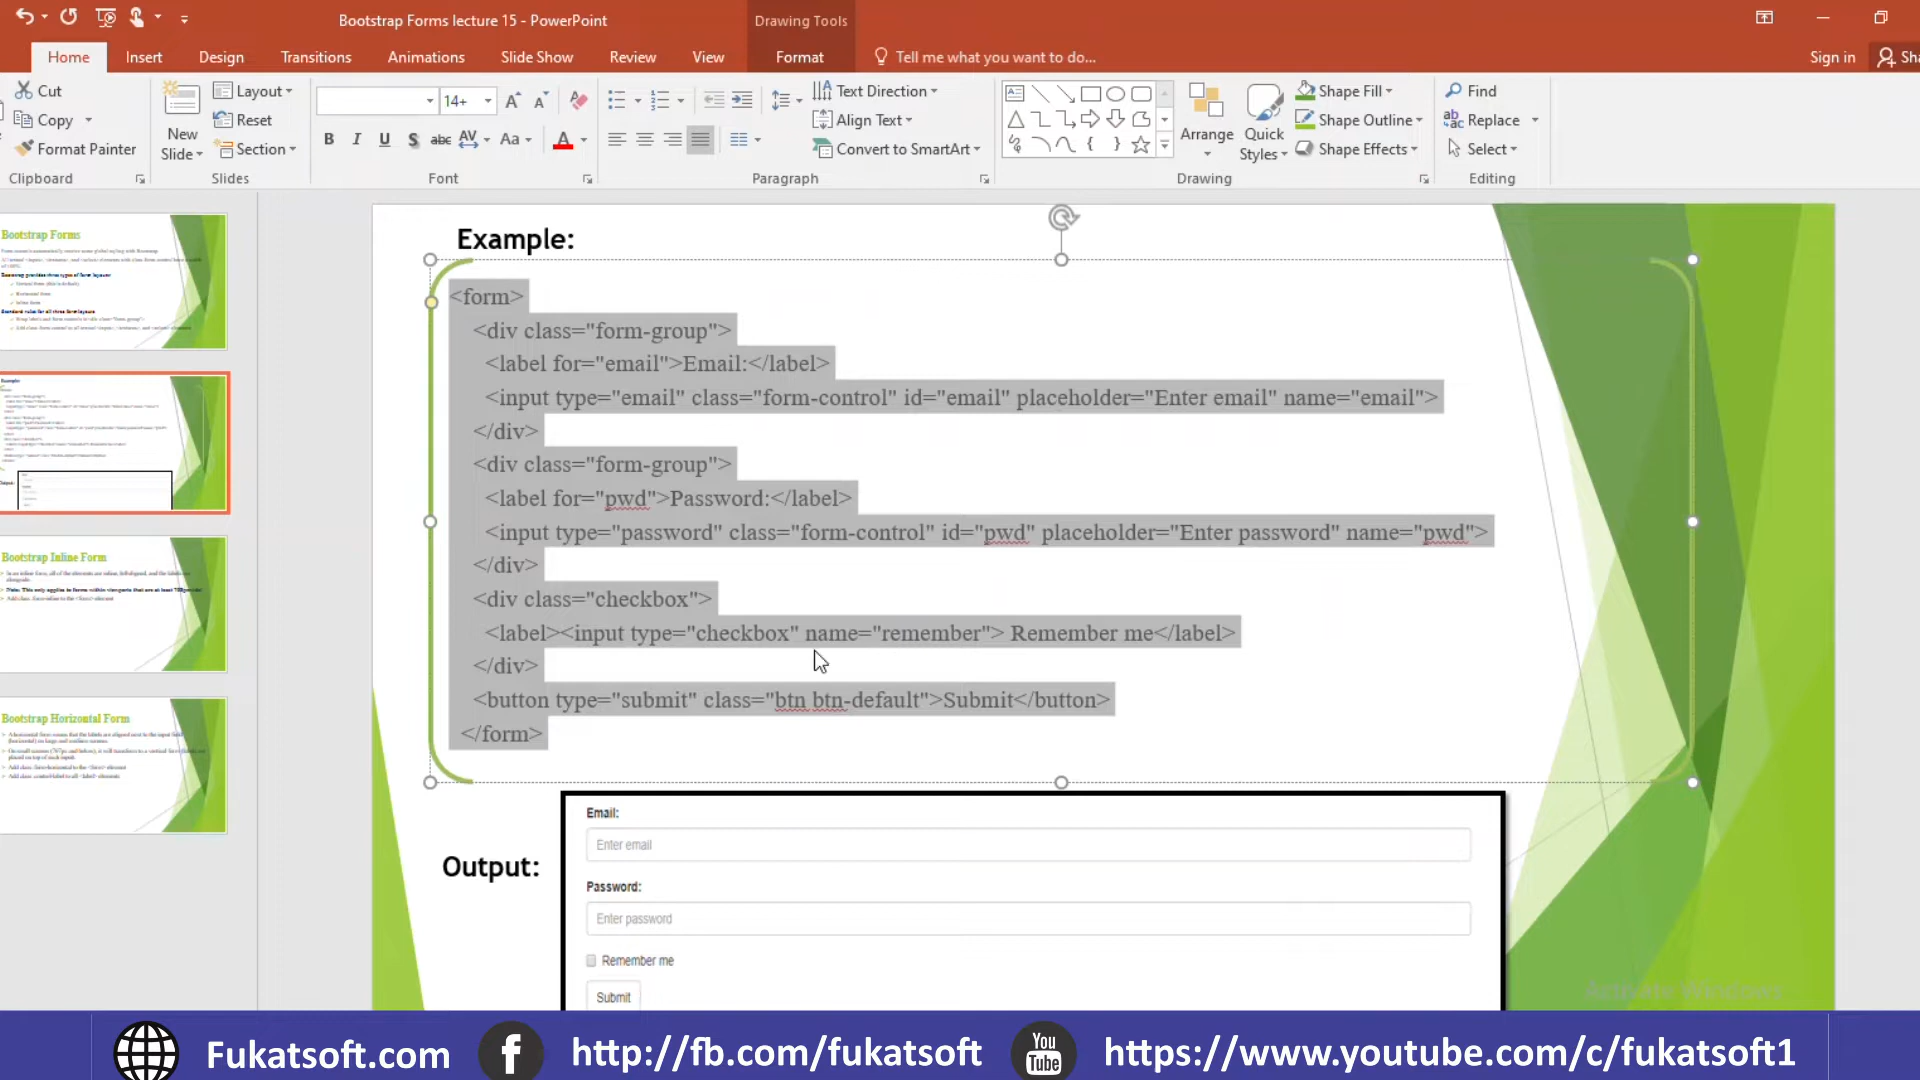 Bootstrap Forms lecture 15 - PowerPoint
Drawing Tools
Home
Insert
Design
Transitions
Animations
Slide Show
Review
View
Format
Tell me what you want to do...
Sign in
Sha
Cut
Copy
Format Painter
Clipboard
New
Slide
Layout
Reset
Section
Slides
14+
Font
Text Direction
Align Text
Convert to SmartArt
Paragraph
Arrange
Quick
Styles
Shape Fill
Shape Outline
Shape Effects
Drawing
Find
Replace
Select
Editing
Bootstrap Forms
Bootstrap Inline Form
Bootstrap Horizontal Form
Example:
<form>
<div class="form-group">
<label for="email">Email:</label>
<input type="email" class="form-control" id="email" placeholder="Enter email" name="email">
</div>
<div class="form-group">
<label for="pwd">Password:</label>
<input type="password" class="form-control" id="pwd" placeholder="Enter password" name="pwd">
</div>
<div class="checkbox">
<label><input type="checkbox" name="remember"> Remember me</label>
</div>
<button type="submit" class="btn btn-default">Submit</button>
</form>
Output:
Email:
Enter email
Password:
Enter password
Remember me
Submit
Activate Windows
Fukatsoft.com
http://fb.com/fukatsoft
You
Tube
https://www.youtube.com/c/fukatsoft1